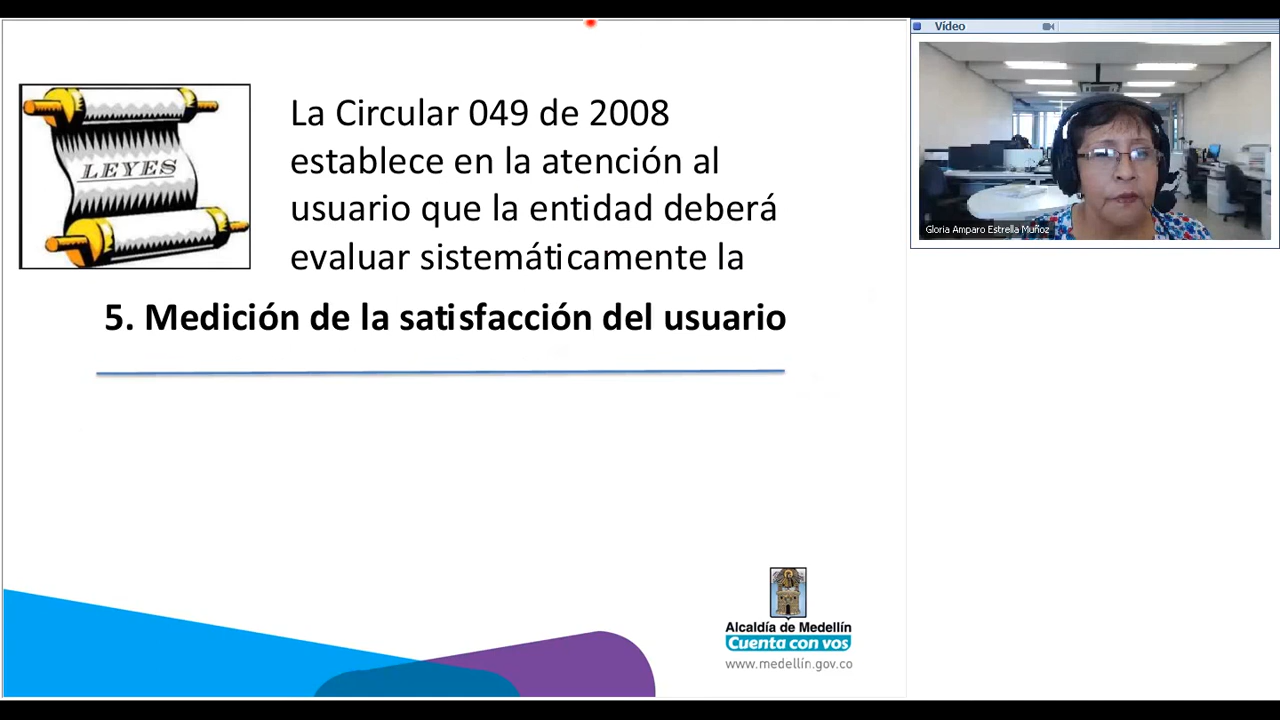 LEYES
La Circular 049 de 2008
establece en la atención al
usuario que la entidad deberá
evaluar sistemáticamente la
5. Medición de la satisfacción del usuario
Alcaldía de Medellín
Cuenta con vos
www.medellín.gov.co
Vídeo
Gloria Amparo Estrella Muñoz